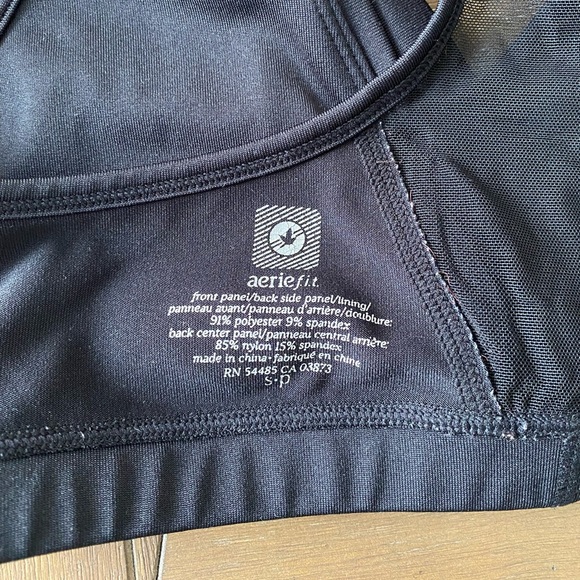 aerie f.i.t.
front panel/back side panel/lining/
panneau avant/panneau d'arrière/doublure:
91% polyester 9% spandex
back center panel/panneau central arrière:
85% nylon 15% spandex
made in china • fabriqué en chine
RN 54485 CA 03873
s • p